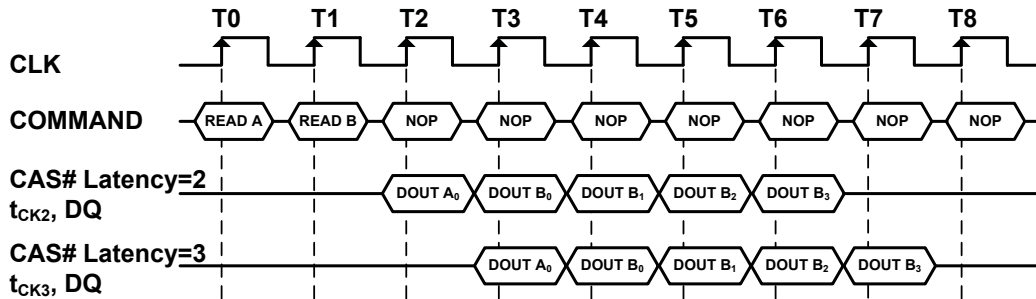 T0 T1 T2 T3 T4 T5 T6 T7 T8
CLK
COMMAND READ A READ B NOP NOP NOP NOP NOP NOP NOP
CAS# Latency=2
tCK2, DQ DOUT A0 DOUT B0 DOUT B1 DOUT B2 DOUT B3
CAS# Latency=3
tCK3, DQ DOUT A0 DOUT B0 DOUT B1 DOUT B2 DOUT B3